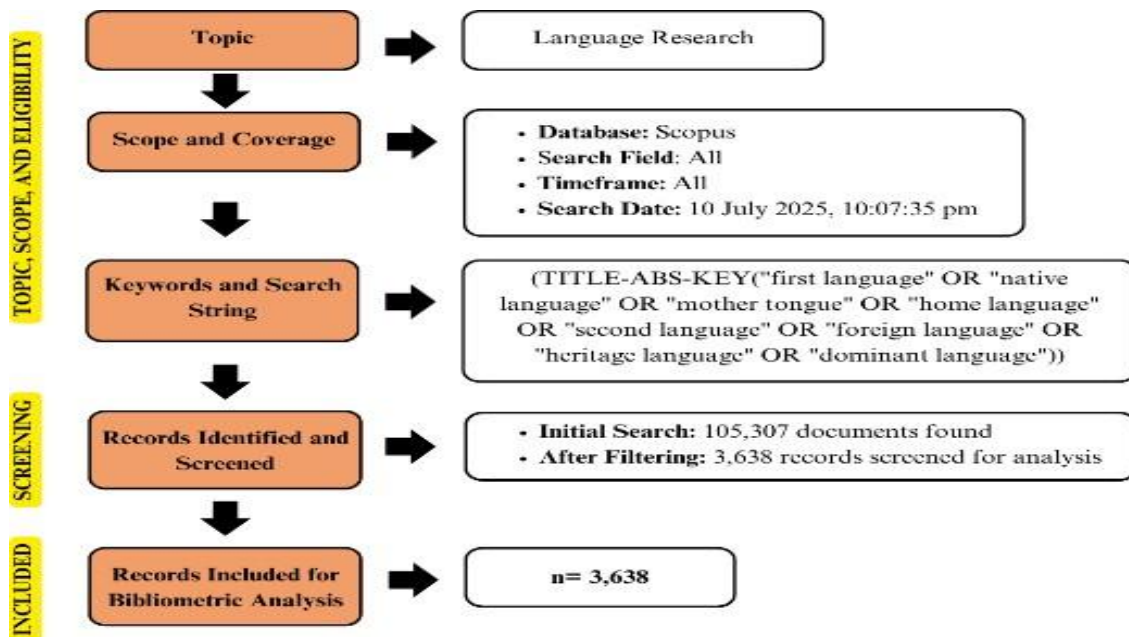 TOPIC, SCOPE, AND ELIGIBILITY
Topic
Language Research
Scope and Coverage
• Database: Scopus
• Search Field: All
• Timeframe: All
• Search Date: 10 July 2025, 10:07:35 pm
Keywords and Search
String
(TITLE-ABS-KEY("first language" OR "native
language" OR "mother tongue" OR "home language"
OR "second language" OR "foreign language" OR
"heritage language" OR "dominant language"))
SCREENING
Records Identified and
Screened
• Initial Search: 105,307 documents found
• After Filtering: 3,638 records screened for analysis
INCLUDED
Records Included for
Bibliometric Analysis
n= 3,638